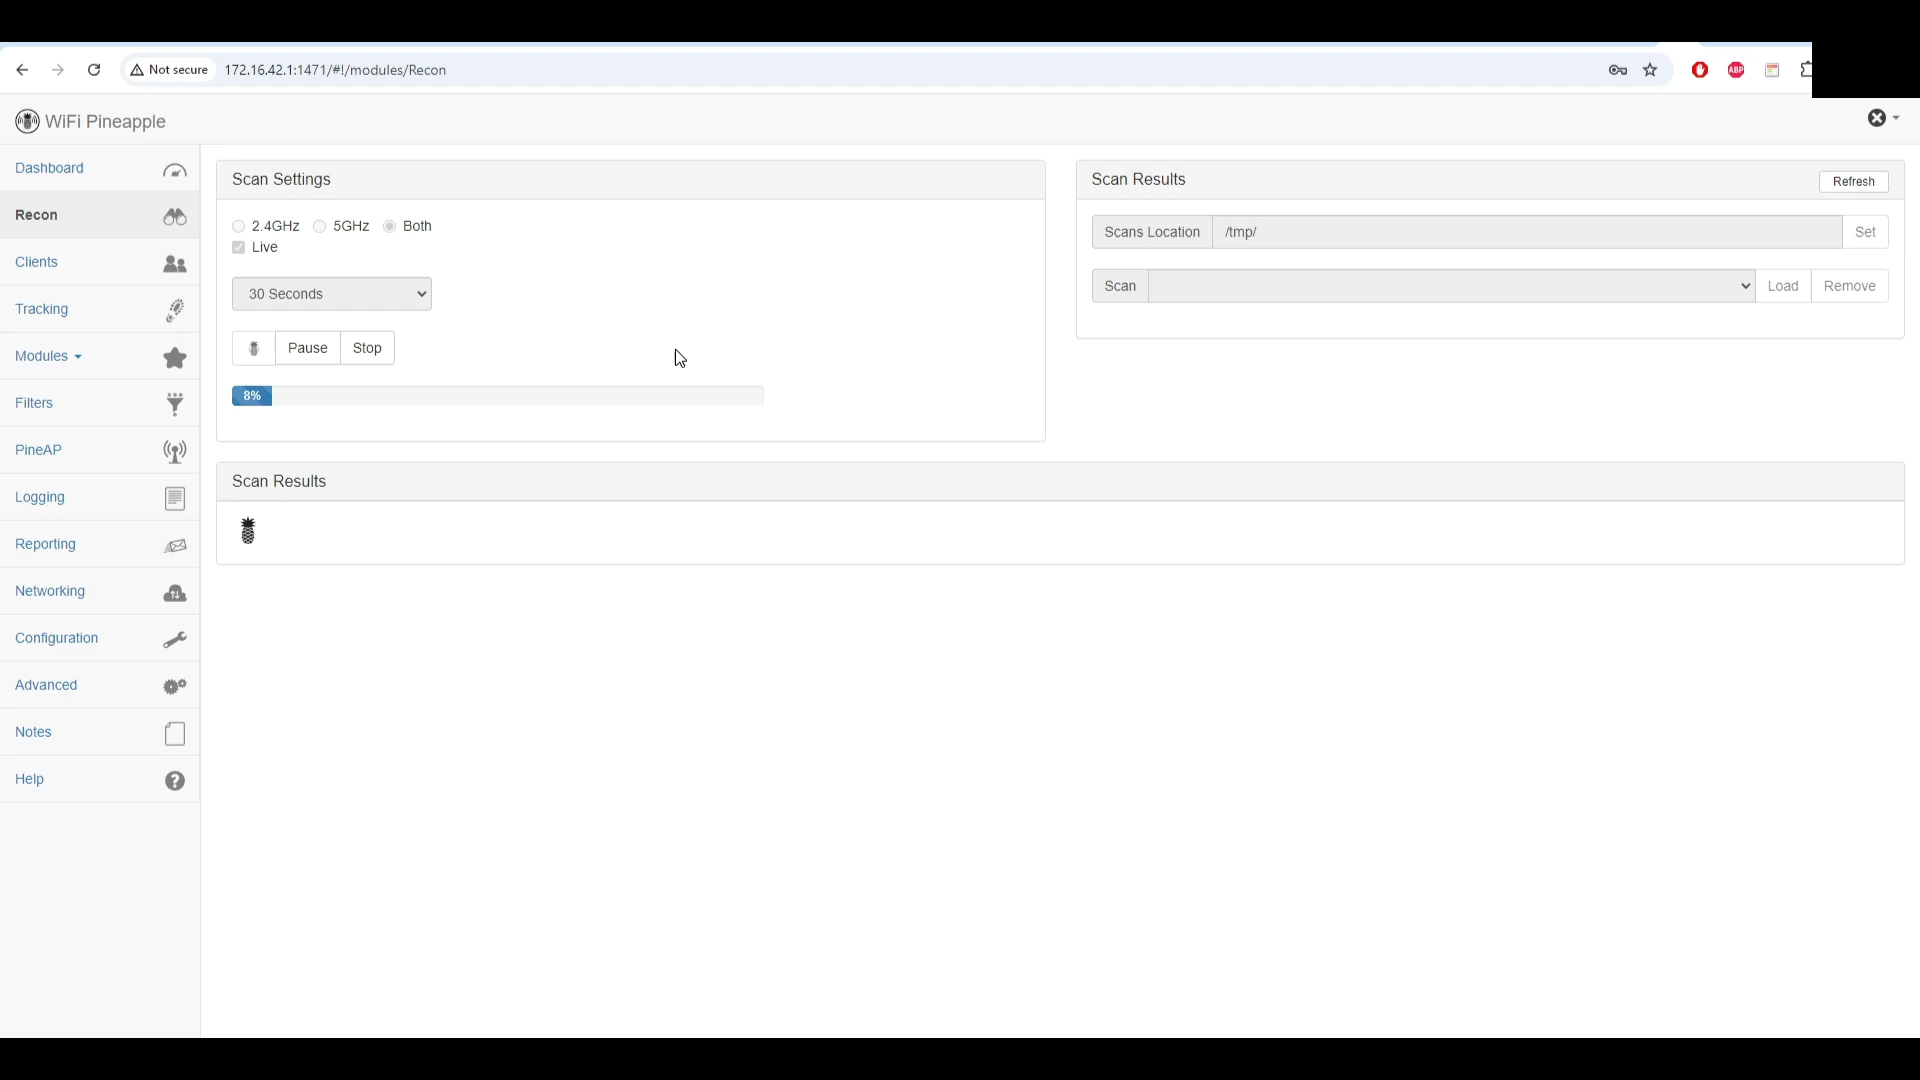 Not secure 172.16.42.1:1471/#!/modules/Recon ABP
WiFi Pineapple
Dashboard
Recon
Clients
Tracking
Modules
Filters
PineAP
Logging
Reporting
Networking
Configuration
Advanced
Notes
Help
Scan Settings
2.4GHz 5GHz Both
Live
30 Seconds
Pause Stop
8%
Scan Results Refresh
Scans Location /tmp/ Set
Scan Load Remove
Scan Results